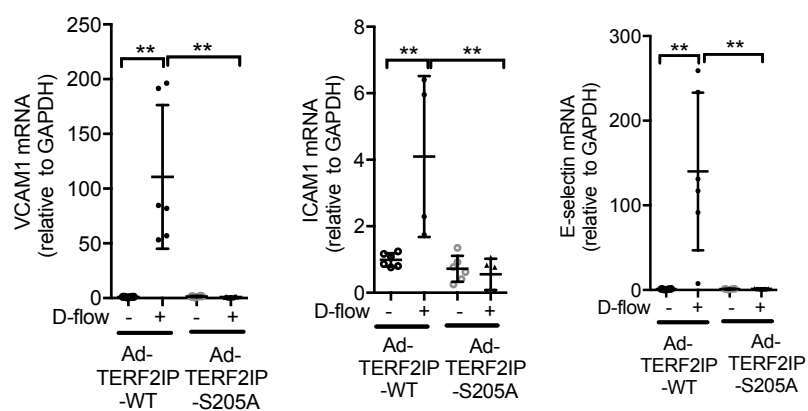 VCAM1 mRNA
(relative to GAPDH)
250
200
150
100
50
0
**
**
D-flow - + - +
Ad-
TERF2IP
-WT
Ad-
TERF2IP
-S205A
ICAM1 mRNA
(relative to GAPDH)
8
6
4
2
0
**
**
D-flow - + - +
Ad-
TERF2IP
-WT
Ad-
TERF2IP
-S205A
E-selectin mRNA
(relative to GAPDH)
300
200
100
0
**
**
D-flow - + - +
Ad-
TERF2IP
-WT
Ad-
TERF2IP
-S205A